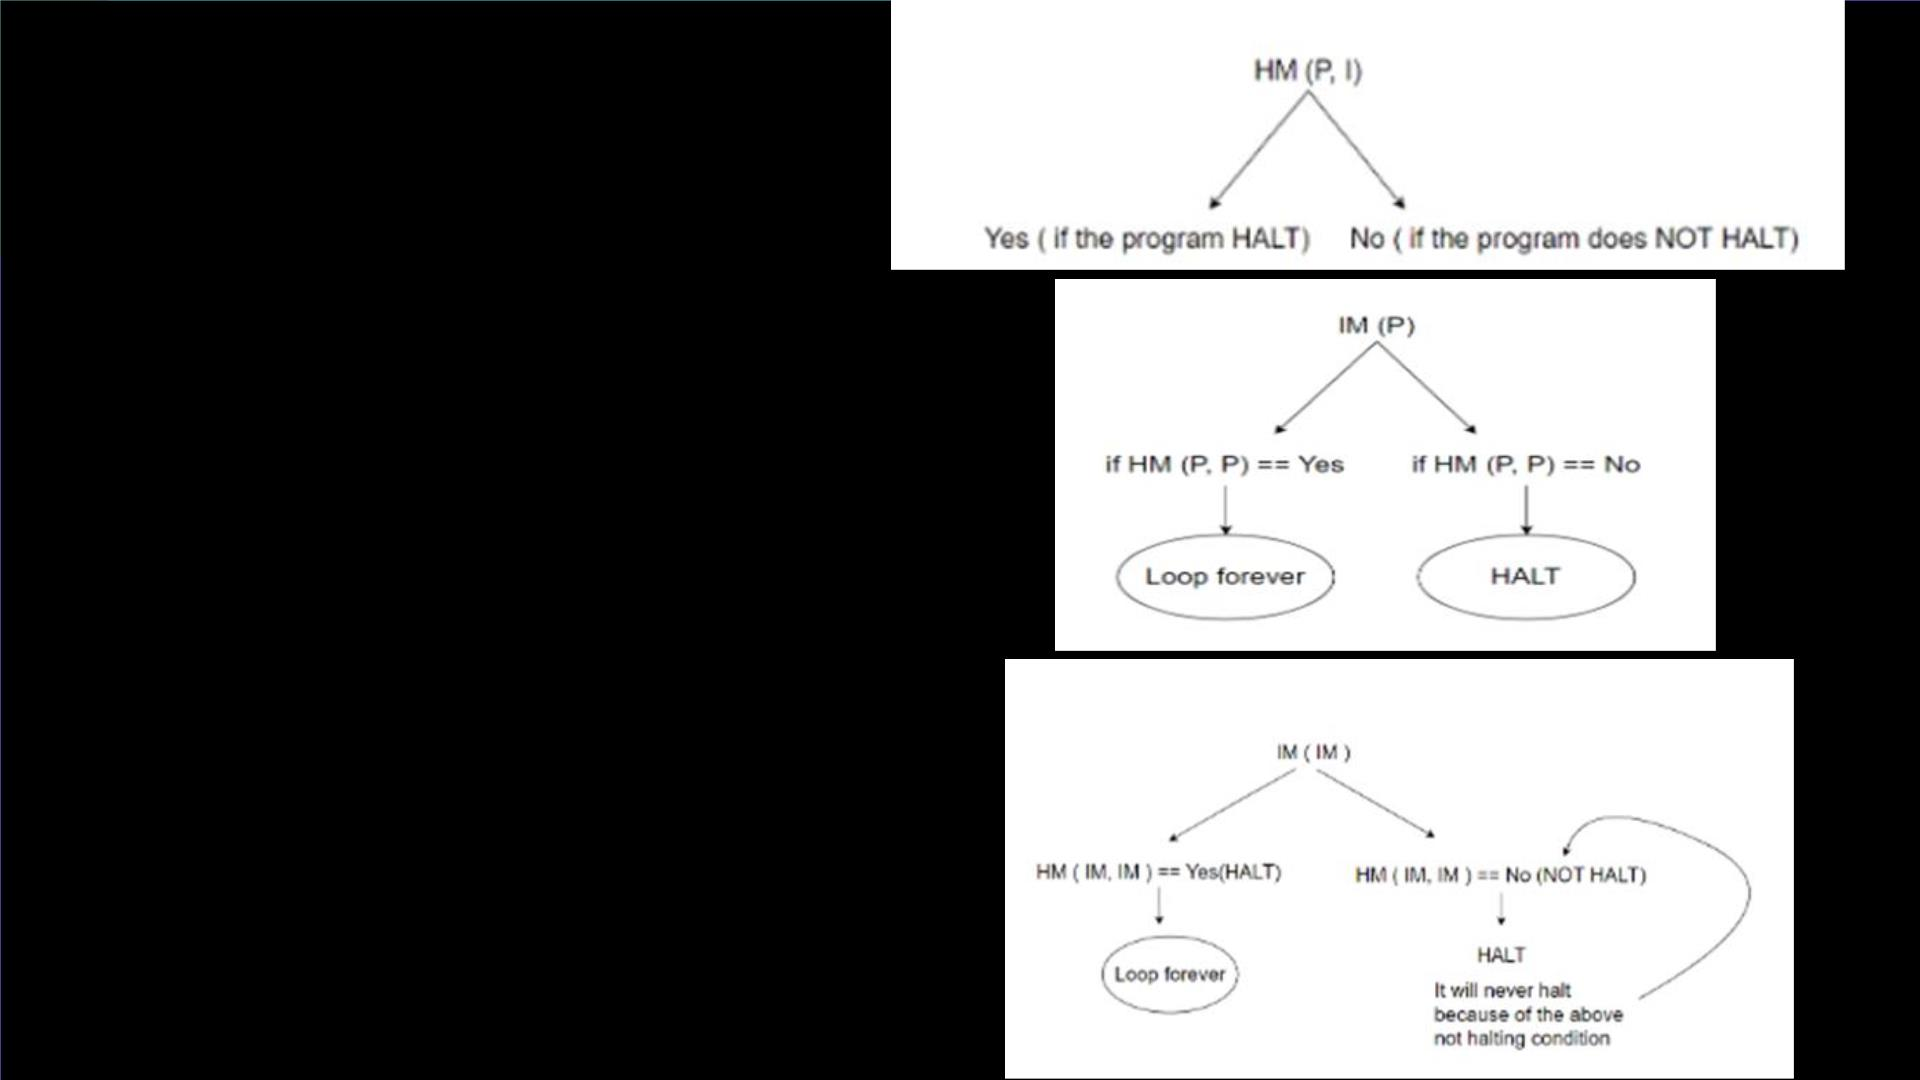 HM (P, I)
Yes ( if the program HALT) No ( if the program does NOT HALT)
IM (P)
if HM (P, P) == Yes if HM (P, P) == No
Loop forever HALT
IM ( IM )
HM ( IM, IM ) == Yes(HALT) HM ( IM, IM ) == No (NOT HALT)
HALT
Loop forever
It will never halt
because of the above
not halting condition